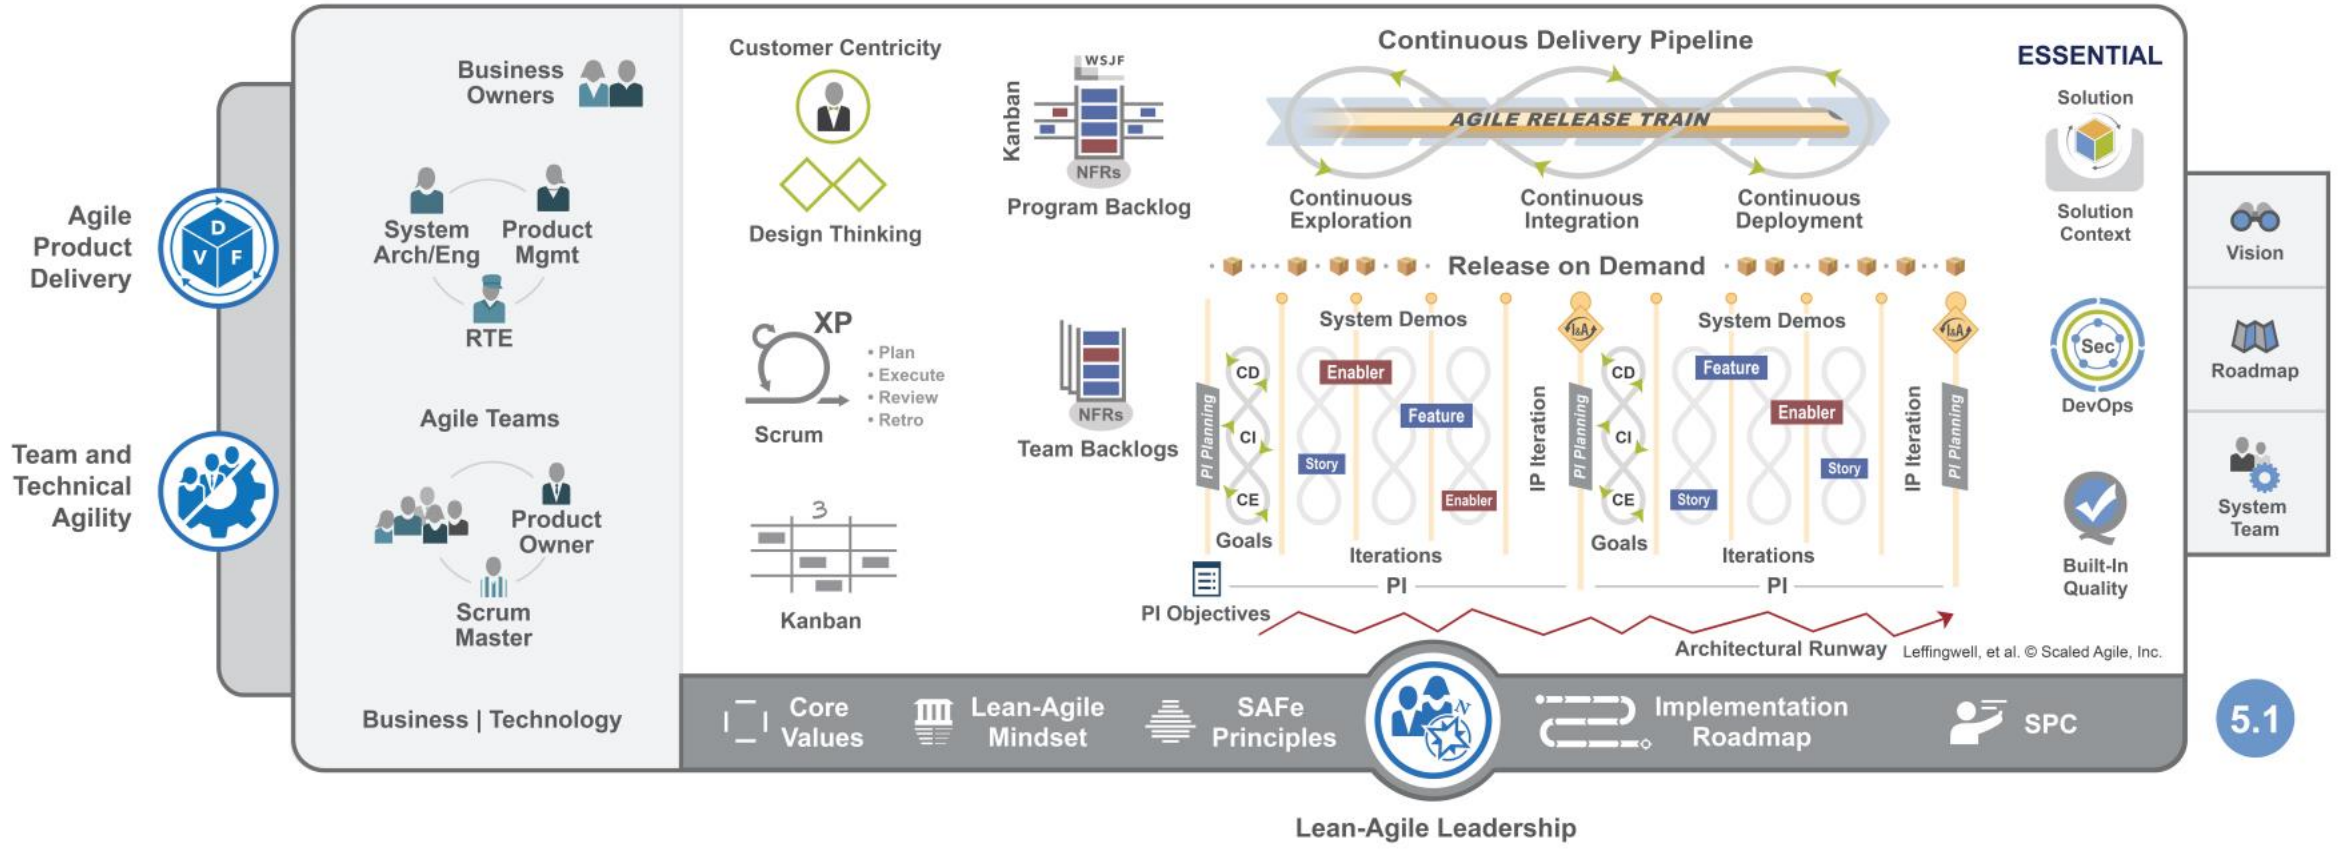 Agile
Product
Delivery
D
V F
Team and
Technical
Agility
Business
Owners
System
Arch/Eng
Product
Mgmt
RTE
Agile Teams
Product
Owner
Scrum
Master
Business | Technology
Customer Centricity
Design Thinking
XP
• Plan
• Execute
• Review
• Retro
Scrum
3
Kanban
WSJF
Kanban
NFRs
Program Backlog
NFRs
Team Backlogs
Continuous Delivery Pipeline
AGILE RELEASE TRAIN
Continuous
Exploration
Continuous
Integration
Continuous
Deployment
Release on Demand
System Demos
System Demos
I&A
I&A
PI Planning
CD
CI
CE
Goals
Enabler
Feature
Story
Enabler
Iterations
IP Iteration
PI Planning
CD
CI
CE
Goals
Feature
Enabler
Story
Story
Iterations
IP Iteration
PI Planning
PI
PI
PI Objectives
Architectural Runway
Leffingwell, et al. © Scaled Agile, Inc.
ESSENTIAL
Solution
Solution
Context
Sec
DevOps
Built-In
Quality
Vision
Roadmap
System
Team
Core
Values
Lean-Agile
Mindset
SAFe
Principles
N
Implementation
Roadmap
SPC
5.1
Lean-Agile Leadership